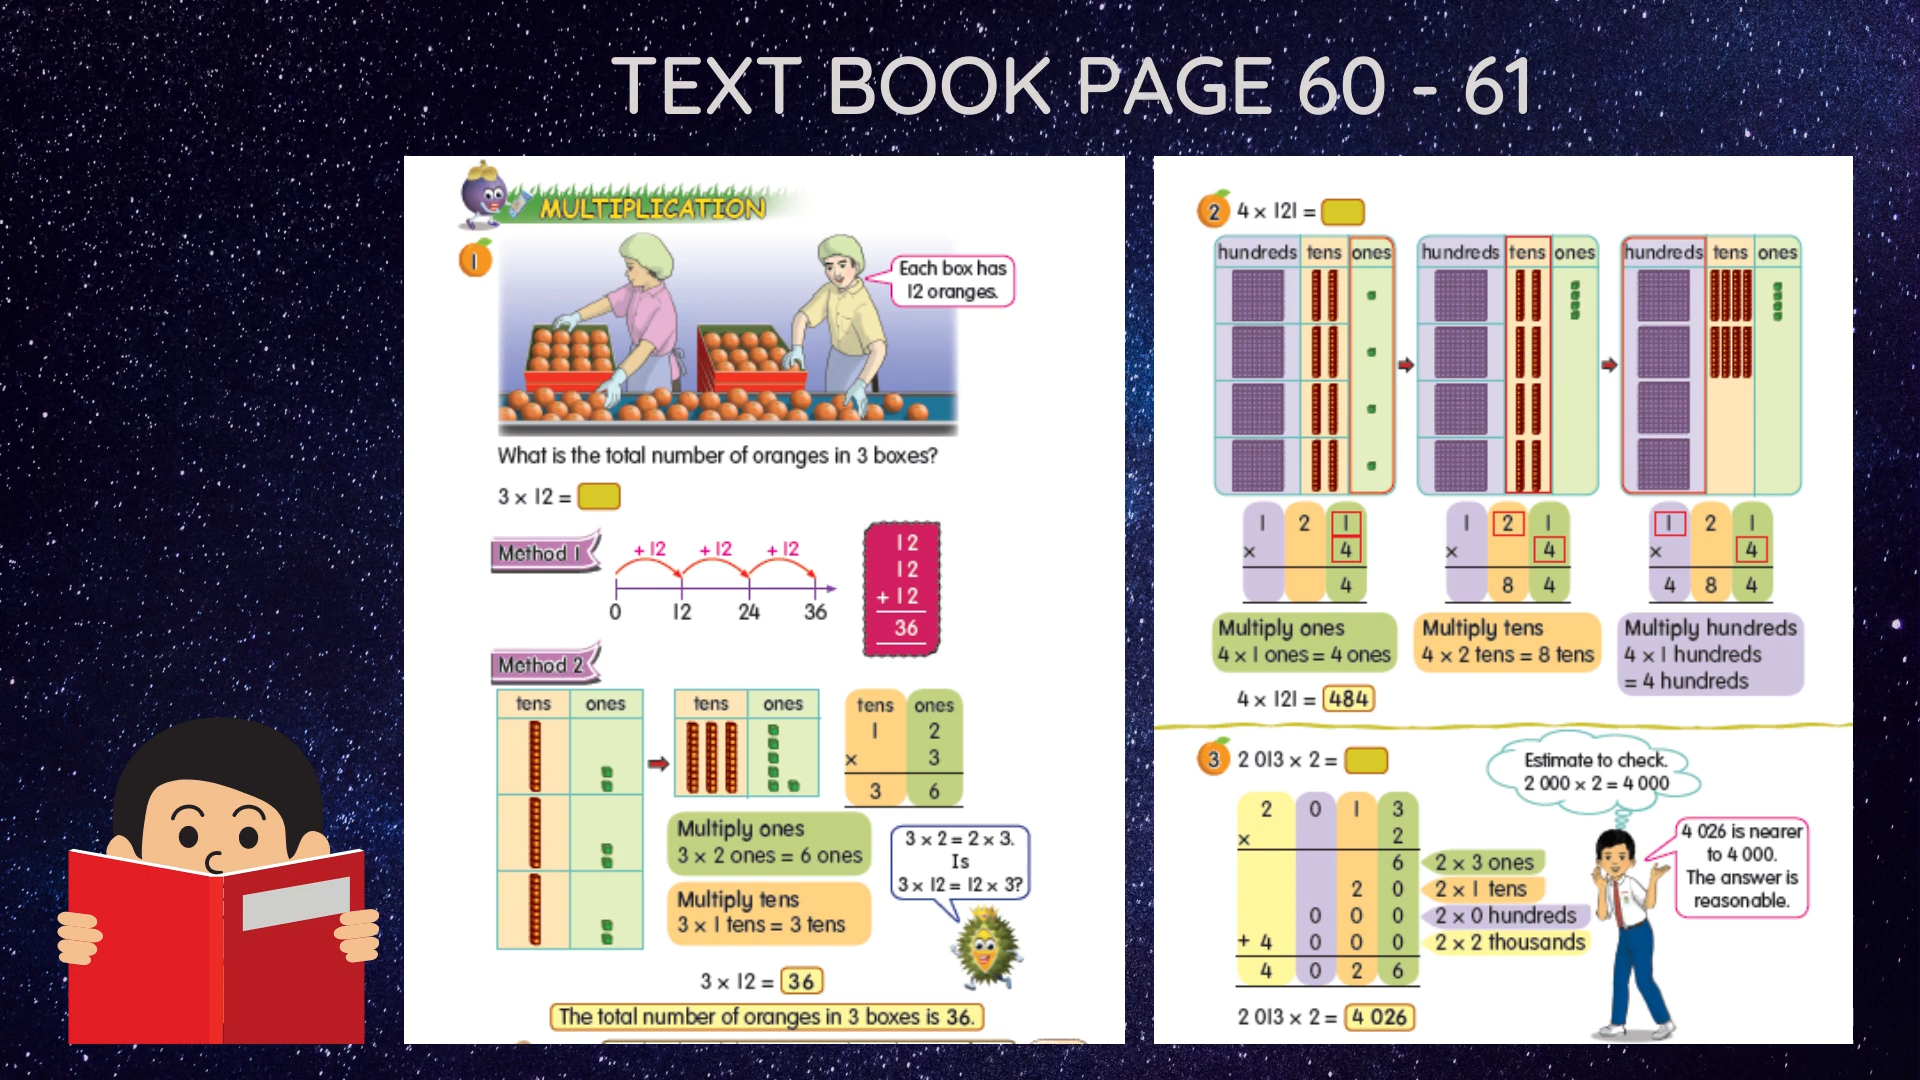 TEXT BOOK PAGE 60 - 61
MULTIPLICATION
1
Each box has
12 oranges.
What is the total number of oranges in 3 boxes?
3 × 12 =
Method 1
+ 12 + 12 + 12
0 12 24 36
12
12
+ 12
36
Method 2
tens ones
tens ones
tens ones
1 2
× 3
3 6
Multiply ones
3 × 2 ones = 6 ones
Multiply tens
3 × 1 tens = 3 tens
3 × 2 = 2 × 3.
Is
3 × 12 = 12 × 3?
3 × 12 = 36
The total number of oranges in 3 boxes is 36.
2 4 × 121 =
hundreds tens ones
hundreds tens ones
hundreds tens ones
1 2 1
× 4
4
1 2 1
× 4
8 4
1 2 1
× 4
4 8 4
Multiply ones
4 × 1 ones = 4 ones
Multiply tens
4 × 2 tens = 8 tens
Multiply hundreds
4 × 1 hundreds
= 4 hundreds
4 × 121 = 484
3 2 013 × 2 =
Estimate to check.
2 000 × 2 = 4 000
2 0 1 3
× 2
6 2 × 3 ones
2 0 2 × 1 tens
0 0 0 2 × 0 hundreds
+ 4 0 0 0 2 × 2 thousands
4 0 2 6
4 026 is nearer
to 4 000.
The answer is
reasonable.
2 013 × 2 = 4 026